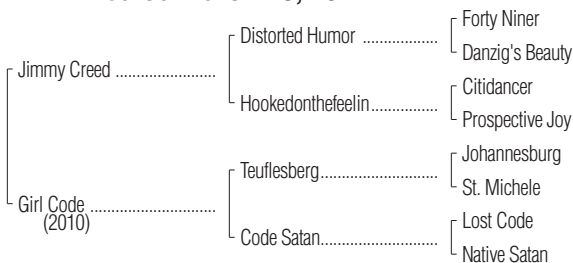 Forty Niner
Distorted Humor ..................
Danzig's Beauty
Jimmy Creed ........................
Citidancer
Hookedonthefeelin................
Prospective Joy
Johannesburg
Teuflesberg............................
St. Michele
Girl Code ..............................
(2010)
Lost Code
Code Satan............................
Native Satan